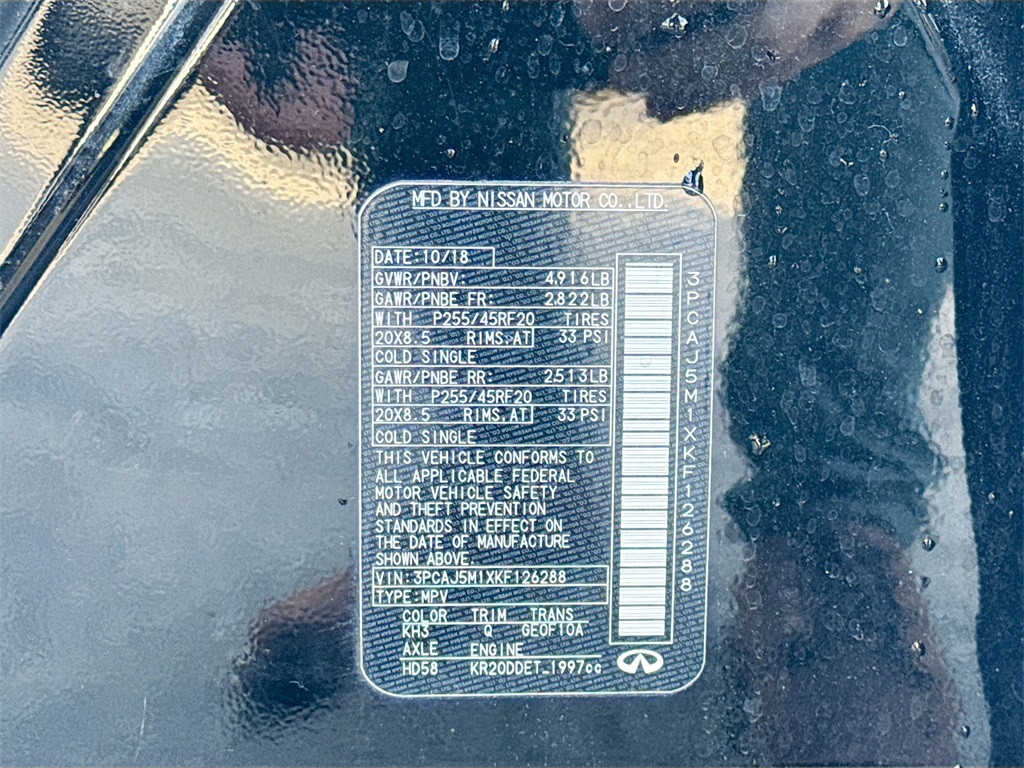 MFD BY NISSAN MOTOR CO.,LTD.
DATE:10/18
GVWR/PNBV: 4,916LB
GAWR/PNBE FR: 2,822LB
WITH P255/45RF20 TIRES
20X8.5 RIMS,AT 33 PSI
COLD SINGLE
GAWR/PNBE RR: 2,513LB
WITH P255/45RF20 TIRES
20X8.5 RIMS,AT 33 PSI
COLD SINGLE
THIS VEHICLE CONFORMS TO
ALL APPLICABLE FEDERAL
MOTOR VEHICLE SAFETY
AND THEFT PREVENTION
STANDARDS IN EFFECT ON
THE DATE OF MANUFACTURE
SHOWN ABOVE.
VIN:3PCAJ5M1XKF126288
TYPE:MPV
COLOR TRIM TRANS
KH3 Q GE0F10A
AXLE ENGINE
HD58 KR20DDET 1997cc
3PCAJ5M1XKF126288